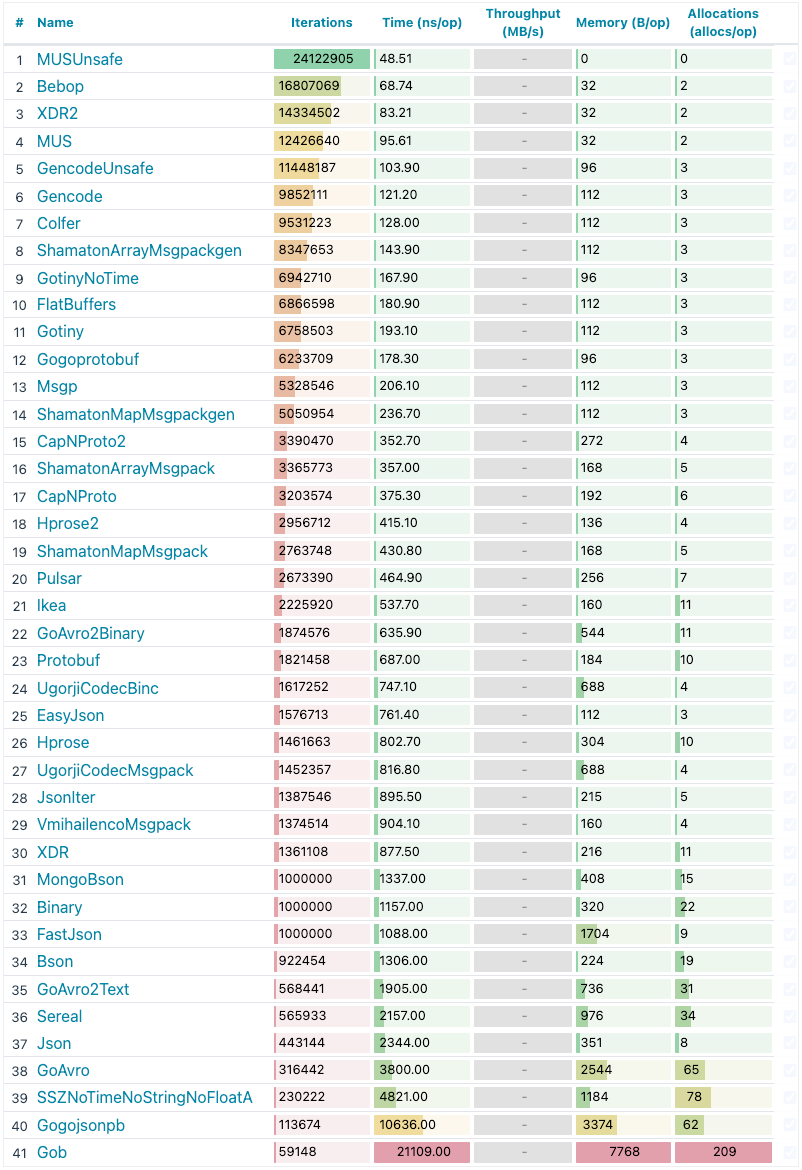 # Name Iterations Time (ns/op) Throughput (MB/s) Memory (B/op) Allocations (allocs/op)
1 MUSUnsafe 24122905 48.51 - 0 0
2 Bebop 16807069 68.74 - 32 2
3 XDR2 14334502 83.21 - 32 2
4 MUS 12426640 95.61 - 32 2
5 GencodeUnsafe 11448187 103.90 - 96 3
6 Gencode 9852111 121.20 - 112 3
7 Colfer 9531223 128.00 - 112 3
8 ShamatonArrayMsgpackgen 8347653 143.90 - 112 3
9 GotinyNoTime 6942710 167.90 - 96 3
10 FlatBuffers 6866598 180.90 - 112 3
11 Gotiny 6758503 193.10 - 112 3
12 Gogoprotobuf 6233709 178.30 - 96 3
13 Msgp 5328546 206.10 - 112 3
14 ShamatonMapMsgpackgen 5050954 236.70 - 112 3
15 CapNProto2 3390470 352.70 - 272 4
16 ShamatonArrayMsgpack 3365773 357.00 - 168 5
17 CapNProto 3203574 375.30 - 192 6
18 Hprose2 2956712 415.10 - 136 4
19 ShamatonMapMsgpack 2763748 430.80 - 168 5
20 Pulsar 2673390 464.90 - 256 7
21 Ikea 2225920 537.70 - 160 11
22 GoAvro2Binary 1874576 635.90 - 544 11
23 Protobuf 1821458 687.00 - 184 10
24 UgorjiCodecBinc 1617252 747.10 - 688 4
25 EasyJson 1576713 761.40 - 112 3
26 Hprose 1461663 802.70 - 304 10
27 UgorjiCodecMsgpack 1452357 816.80 - 688 4
28 JsonIter 1387546 895.50 - 215 5
29 VmihailencoMsgpack 1374514 904.10 - 160 4
30 XDR 1361108 877.50 - 216 11
31 MongoBson 1000000 1337.00 - 408 15
32 Binary 1000000 1157.00 - 320 22
33 FastJson 1000000 1088.00 - 1704 9
34 Bson 922454 1306.00 - 224 19
35 GoAvro2Text 568441 1905.00 - 736 31
36 Sereal 565933 2157.00 - 976 34
37 Json 443144 2344.00 - 351 8
38 GoAvro 316442 3800.00 - 2544 65
39 SSZNoTimeNoStringNoFloatA 230222 4821.00 - 1184 78
40 Gogojsonpb 113674 10636.00 - 3374 62
41 Gob 59148 21109.00 - 7768 209